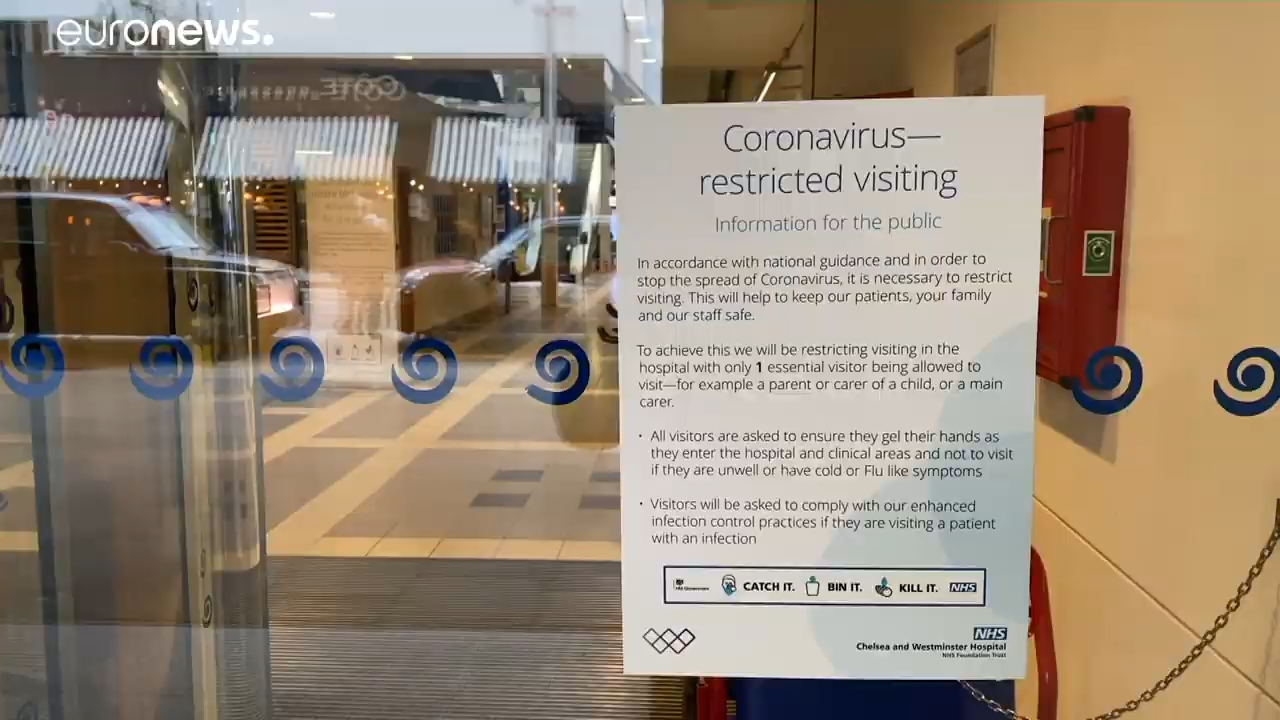 euronews.
COTE
Coronavirus—
restricted visiting
Information for the public
In accordance with national guidance and in order to
stop the spread of Coronavirus, it is necessary to restrict
visiting. This will help to keep our patients, your family
and our staff safe.
To achieve this we will be restricting visiting in the
hospital with only 1 essential visitor being allowed to
visit—for example a parent or carer of a child, or a main
carer.
• All visitors are asked to ensure they gel their hands as
they enter the hospital and clinical areas and not to visit
if they are unwell or have cold or Flu like symptoms
• Visitors will be asked to comply with our enhanced
infection control practices if they are visiting a patient
with an infection
HM Government CATCH IT. BIN IT. KILL IT. NHS
NHS
Chelsea and Westminster Hospital
NHS Foundation Trust